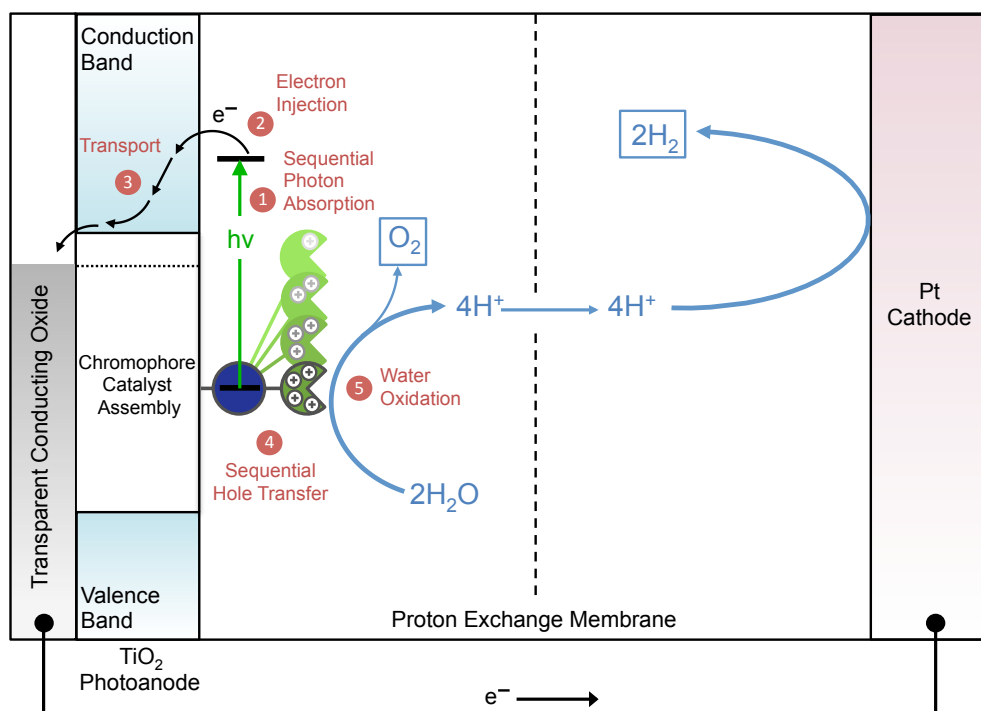 Conduction
Band
Electron
Injection
e⁻
2
Transport
3
Sequential
Photon
Absorption
1
hν
2H₂
O₂
4H⁺
4H⁺
Pt
Cathode
Transparent Conducting Oxide
Chromophore
Catalyst
Assembly
+
+ +
+ +
+
+ +
+ +
5
Water
Oxidation
4
Sequential
Hole Transfer
2H₂O
Valence
Band
Proton Exchange Membrane
TiO₂
Photoanode
e⁻